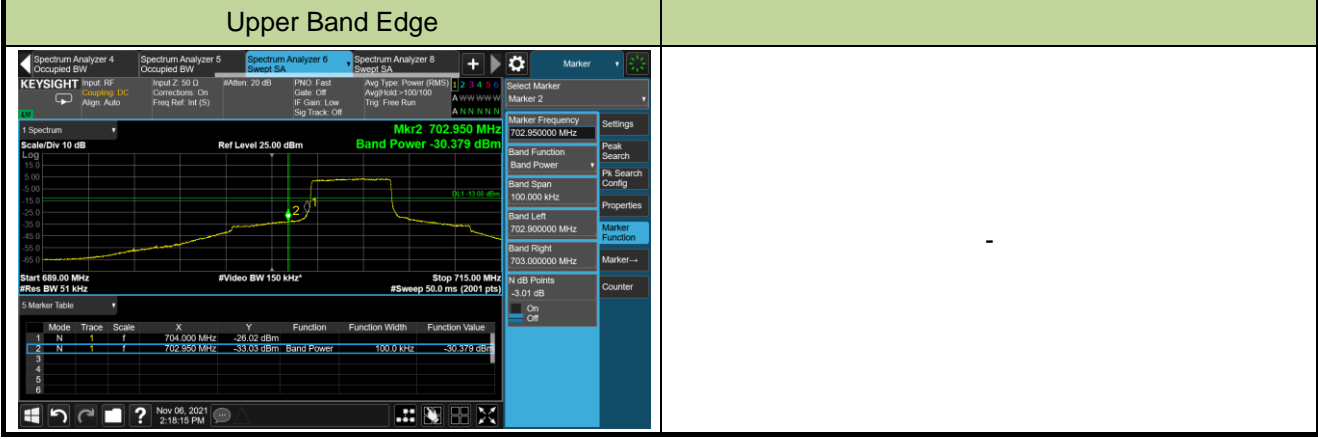 Upper Band Edge
Spectrum Analyzer 4
Occupied BW
Spectrum Analyzer 5
Occupied BW
Spectrum Analyzer 6
Swept SA
Spectrum Analyzer 8
Swept SA
+
Marker
KEYSIGHT
Input: RF
Coupling: DC
Align: Auto
Input Z: 50 Ω
Corrections: On
Freq Ref: Int (S)
#Atten: 20 dB
PNO: Fast
Gate: Off
IF Gain: Low
Sig Track: Off
Avg Type: Power (RMS)
Avg|Hold:>100/100
Trig: Free Run
1 2 3 4 5 6
A W W W W W
A N N N N N
Select Marker
Marker 2
1 Spectrum
Scale/Div 10 dB
Ref Level 25.00 dBm
Mkr2 702.950 MHz
Band Power -30.379 dBm
Log
15.0
5.00
-5.00
-15.0
-25.0
-35.0
-45.0
-55.0
-65.0
DL1 -13.00 dBm
2
1
Start 689.00 MHz
#Res BW 51 kHz
#Video BW 150 kHz*
Stop 715.00 MHz
#Sweep 50.0 ms (2001 pts)
Marker Frequency
702.950000 MHz
Band Function
Band Power
Band Span
100.000 kHz
Band Left
702.900000 MHz
Band Right
703.000000 MHz
N dB Points
-3.01 dB
On
Off
Settings
Peak
Search
Pk Search
Config
Properties
Marker
Function
Marker→
Counter
5 Marker Table
Mode Trace Scale X Y Function Function Width Function Value
1 N 1 f 704.000 MHz -26.02 dBm
2 N 1 f 702.950 MHz -33.03 dBm Band Power 100.0 kHz -30.379 dBm
3
4
5
6
?
Nov 06, 2021
2:18:15 PM
-